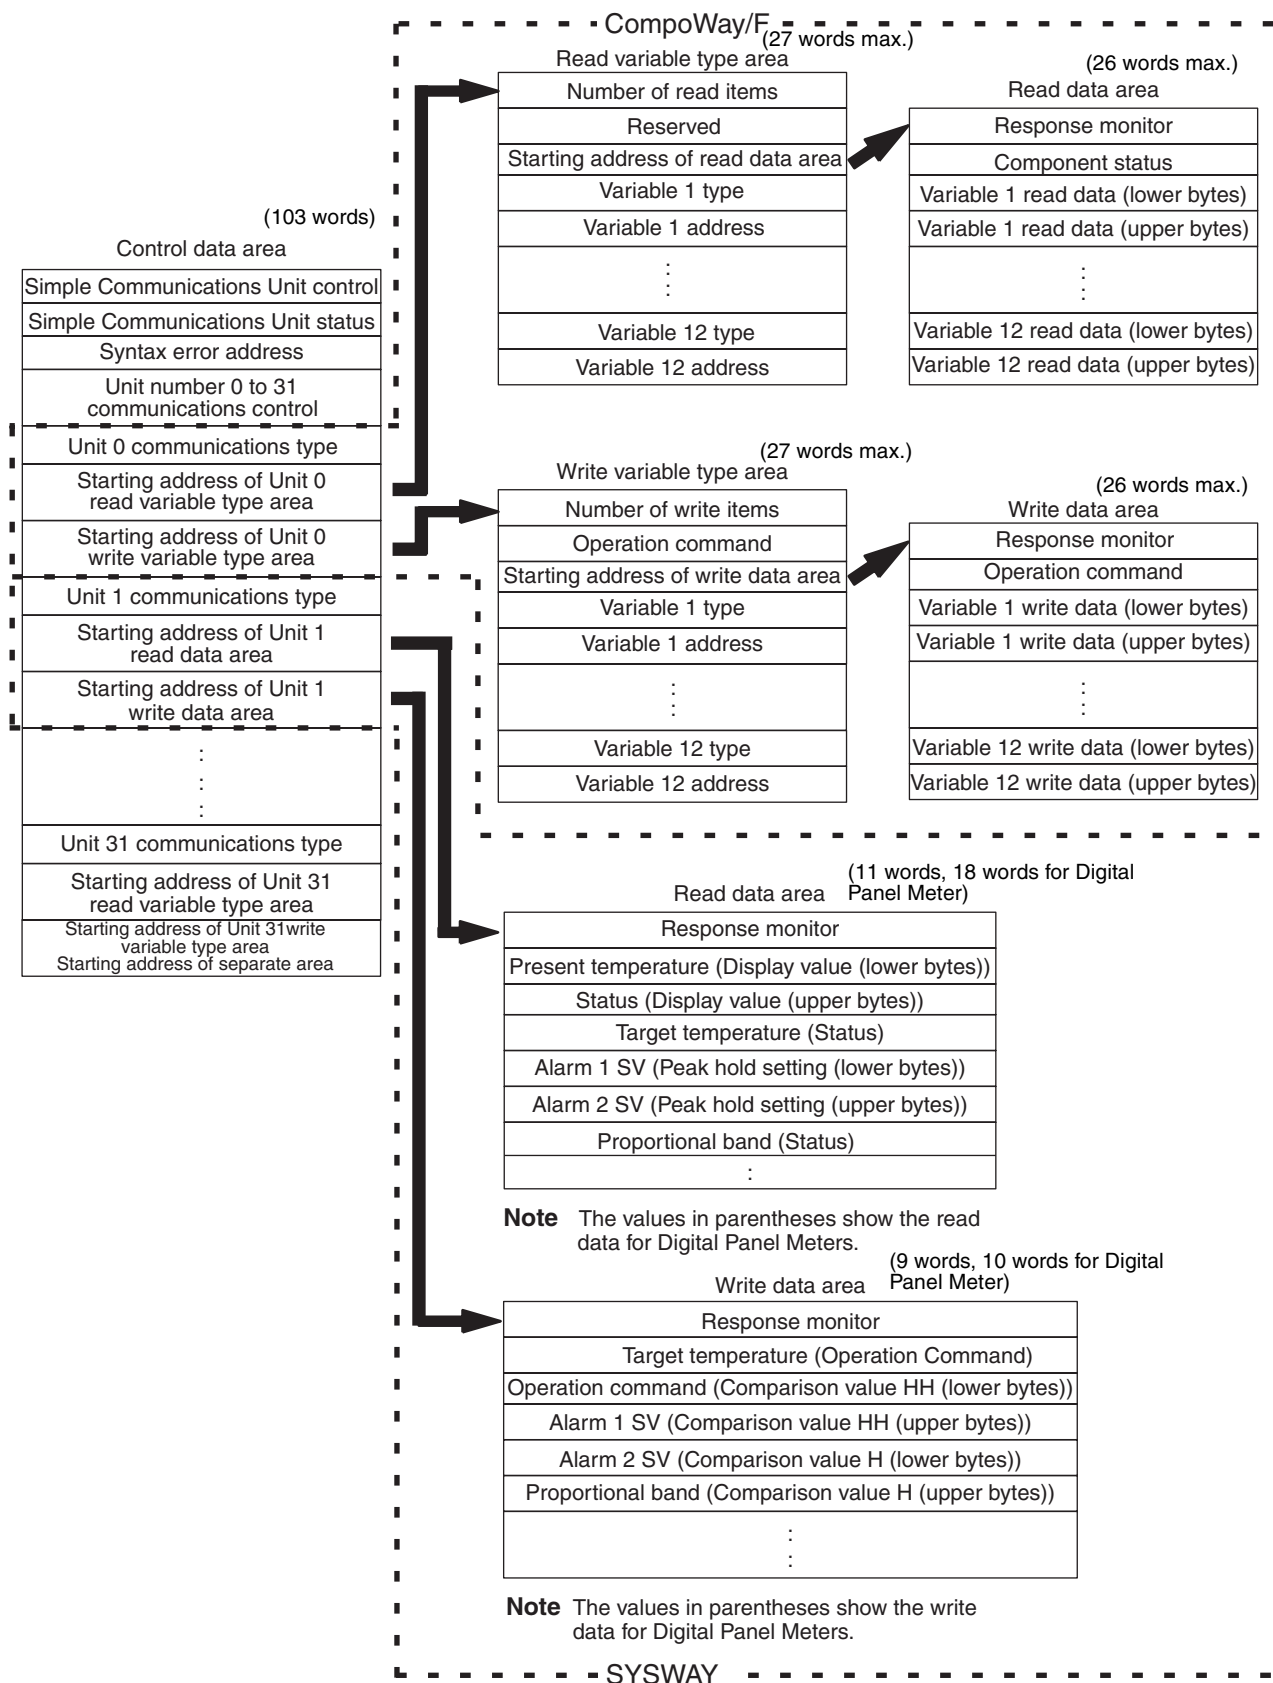 CompoWay/F
(27 words max.)
Read variable type area
Number of read items
Reserved
Starting address of read data area
Variable 1 type
Variable 1 address
:
:
Variable 12 type
Variable 12 address
(26 words max.)
Read data area
Response monitor
Component status
Variable 1 read data (lower bytes)
Variable 1 read data (upper bytes)
:
:
Variable 12 read data (lower bytes)
Variable 12 read data (upper bytes)
(103 words)
Control data area
Simple Communications Unit control
Simple Communications Unit status
Syntax error address
Unit number 0 to 31
communications control
Unit 0 communications type
Starting address of Unit 0
read variable type area
Starting address of Unit 0
write variable type area
Unit 1 communications type
Starting address of Unit 1
read data area
Starting address of Unit 1
write data area
:
:
Unit 31 communications type
Starting address of Unit 31
read variable type area
Starting address of Unit 31write
variable type area
Starting address of separate area
(27 words max.)
Write variable type area
Number of write items
Operation command
Starting address of write data area
Variable 1 type
Variable 1 address
:
:
Variable 12 type
Variable 12 address
(26 words max.)
Write data area
Response monitor
Operation command
Variable 1 write data (lower bytes)
Variable 1 write data (upper bytes)
:
:
Variable 12 write data (lower bytes)
Variable 12 write data (upper bytes)
(11 words, 18 words for Digital
Panel Meter)
Read data area
Response monitor
Present temperature (Display value (lower bytes))
Status (Display value (upper bytes))
Target temperature (Status)
Alarm 1 SV (Peak hold setting (lower bytes))
Alarm 2 SV (Peak hold setting (upper bytes))
Proportional band (Status)
:
Note The values in parentheses show the read
data for Digital Panel Meters.
(9 words, 10 words for Digital
Panel Meter)
Write data area
Response monitor
Target temperature (Operation Command)
Operation command (Comparison value HH (lower bytes))
Alarm 1 SV (Comparison value HH (upper bytes))
Alarm 2 SV (Comparison value H (lower bytes))
Proportional band (Comparison value H (upper bytes))
:
:
Note The values in parentheses show the write
data for Digital Panel Meters.
SYSWAY